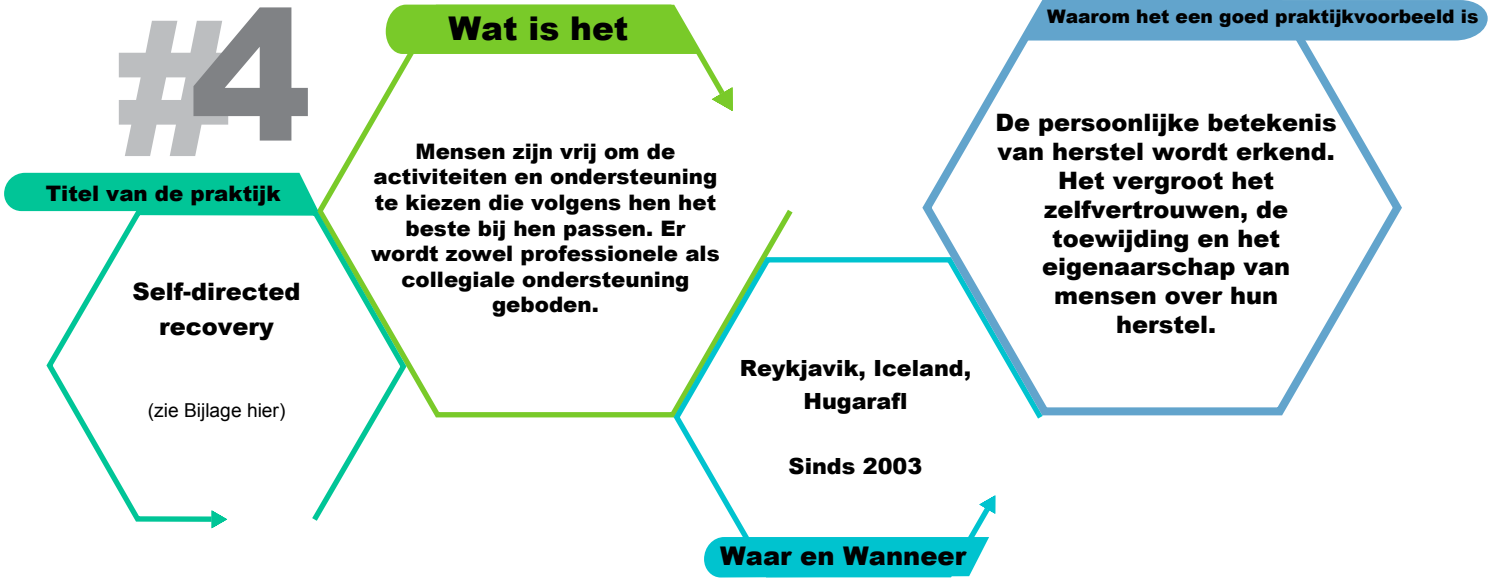 #4
Titel van de praktijk
Self-directed
recovery
(zie Bijlage hier)
Wat is het
Mensen zijn vrij om de
activiteiten en ondersteuning
te kiezen die volgens hen het
beste bij hen passen. Er
wordt zowel professionele als
collegiale ondersteuning
geboden.
Reykjavik, Iceland,
Hugarafl
Sinds 2003
Waar en Wanneer
Waarom het een goed praktijkvoorbeeld is
De persoonlijke betekenis
van herstel wordt erkend.
Het vergroot het
zelfvertrouwen, de
toewijding en het
eigenaarschap van
mensen over hun
herstel.